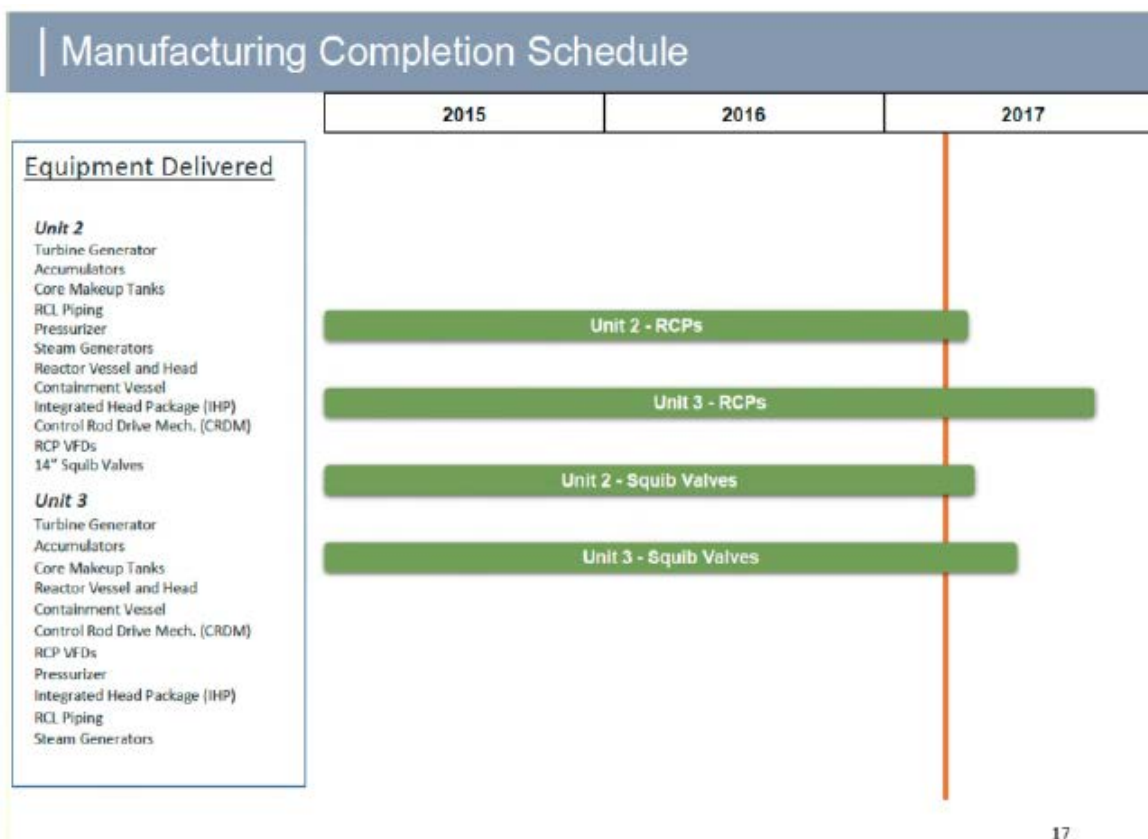 Manufacturing Completion Schedule
2015 2016 2017
Equipment Delivered
Unit 2
Turbine Generator
Accumulators
Core Makeup Tanks
RCL Piping
Pressurizer
Steam Generators
Reactor Vessel and Head
Containment Vessel
Integrated Head Package (IHP)
Control Rod Drive Mech. (CRDM)
RCP VFDs
14" Squib Valves
Unit 3
Turbine Generator
Accumulators
Core Makeup Tanks
Reactor Vessel and Head
Containment Vessel
Control Rod Drive Mech. (CRDM)
RCP VFDs
Pressurizer
Integrated Head Package (IHP)
RCL Piping
Steam Generators
Unit 2 - RCPs
Unit 3 - RCPs
Unit 2 - Squib Valves
Unit 3 - Squib Valves
17